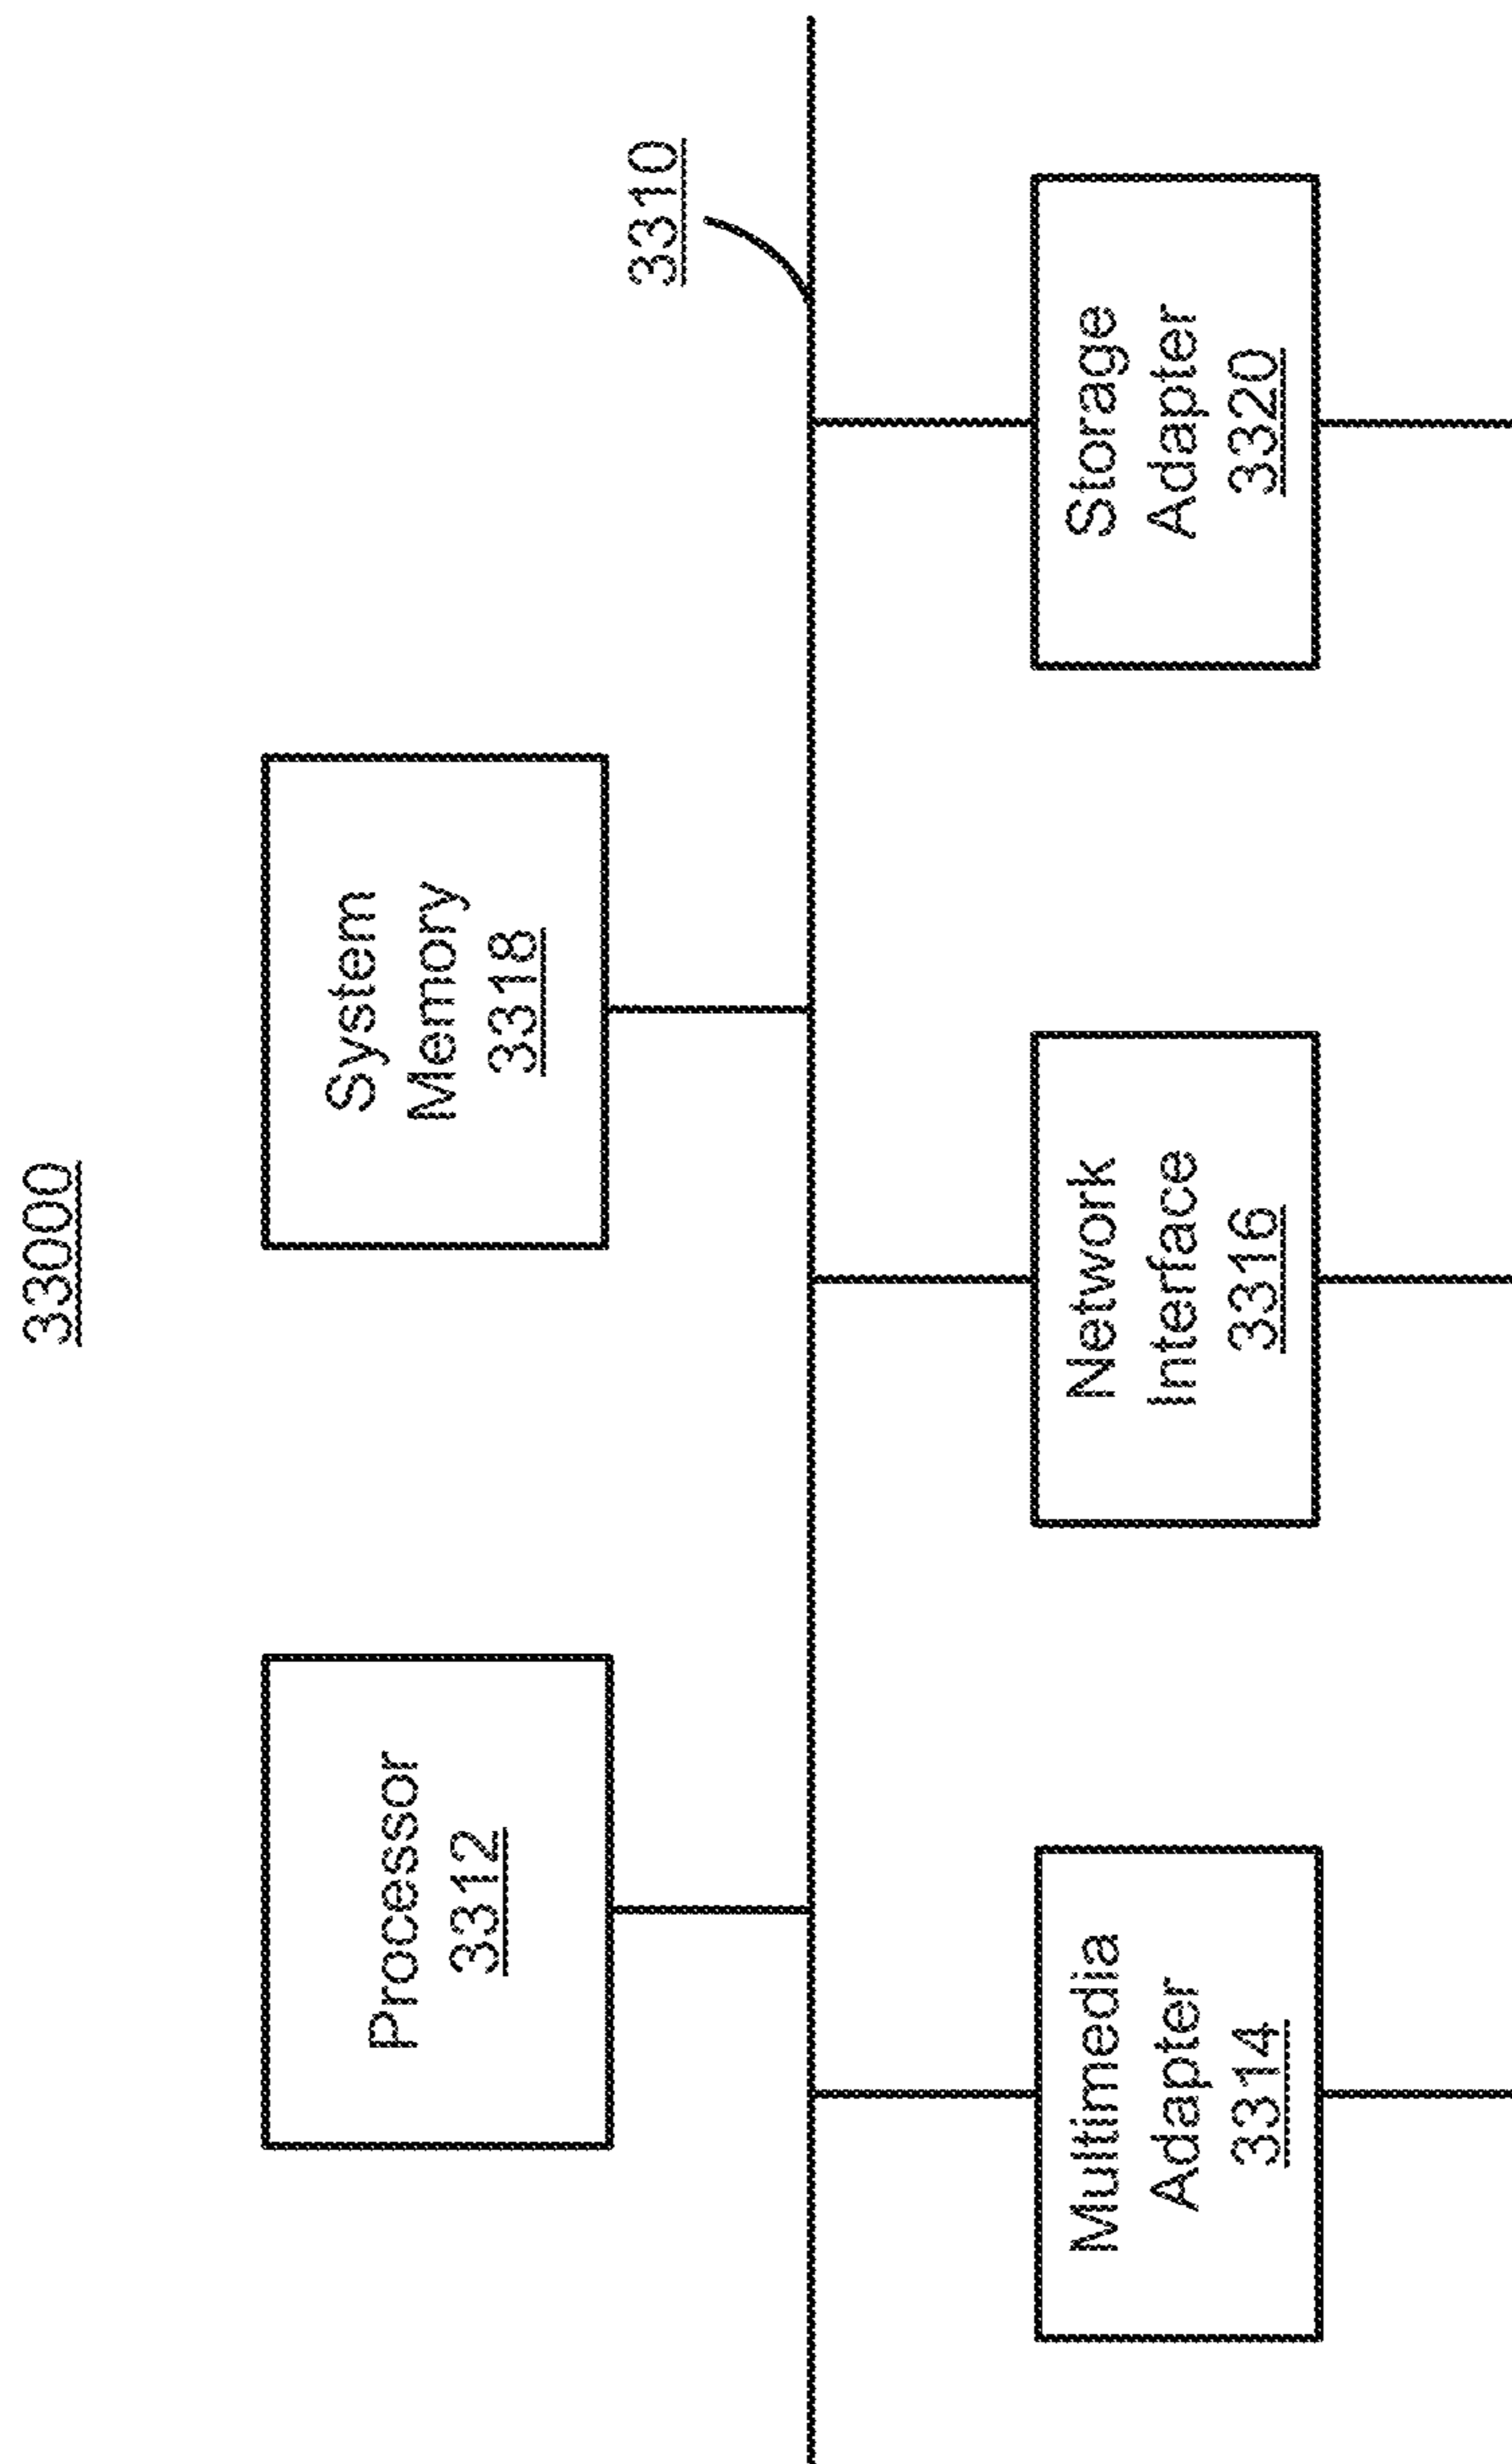 33000
Processor
3312
System
Memory
3318
3310
Multimedia
Adapter
3314
Network
Interface
3316
Storage
Adapter
3320